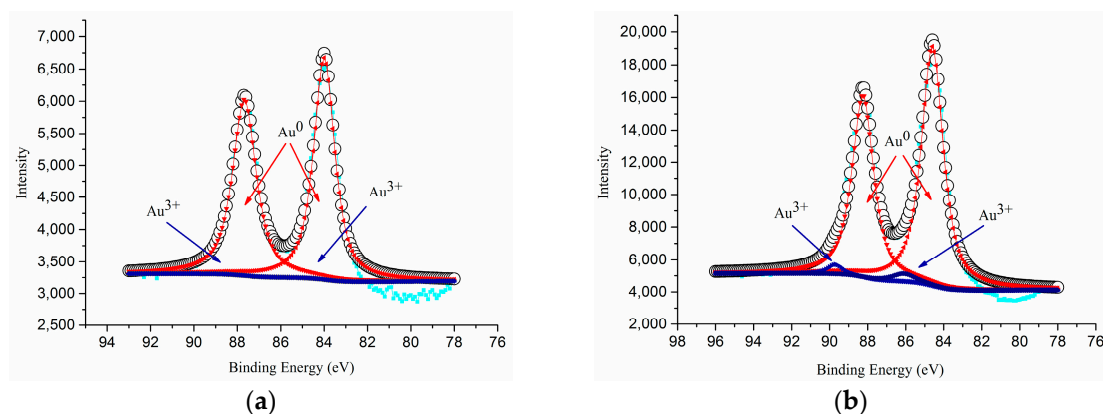 7,000
6,500
6,000
5,500
5,000
4,500
4,000
3,500
3,000
2,500
Intensity
Au⁰
Au³⁺
Au³⁺
94 92 90 88 86 84 82 80 78 76
Binding Energy (eV)
(a)
20,000
18,000
16,000
14,000
12,000
10,000
8,000
6,000
4,000
2,000
Intensity
Au⁰
Au³⁺
Au³⁺
98 96 94 92 90 88 86 84 82 80 78 76
Binding Energy (eV)
(b)